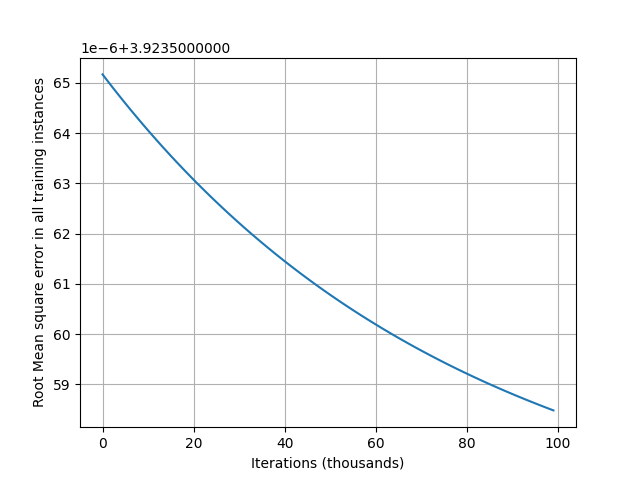 1e−6+3.9235000000
65
64
63
62
61
60
59
Root Mean square error in all training instances
0 20 40 60 80 100
Iterations (thousands)